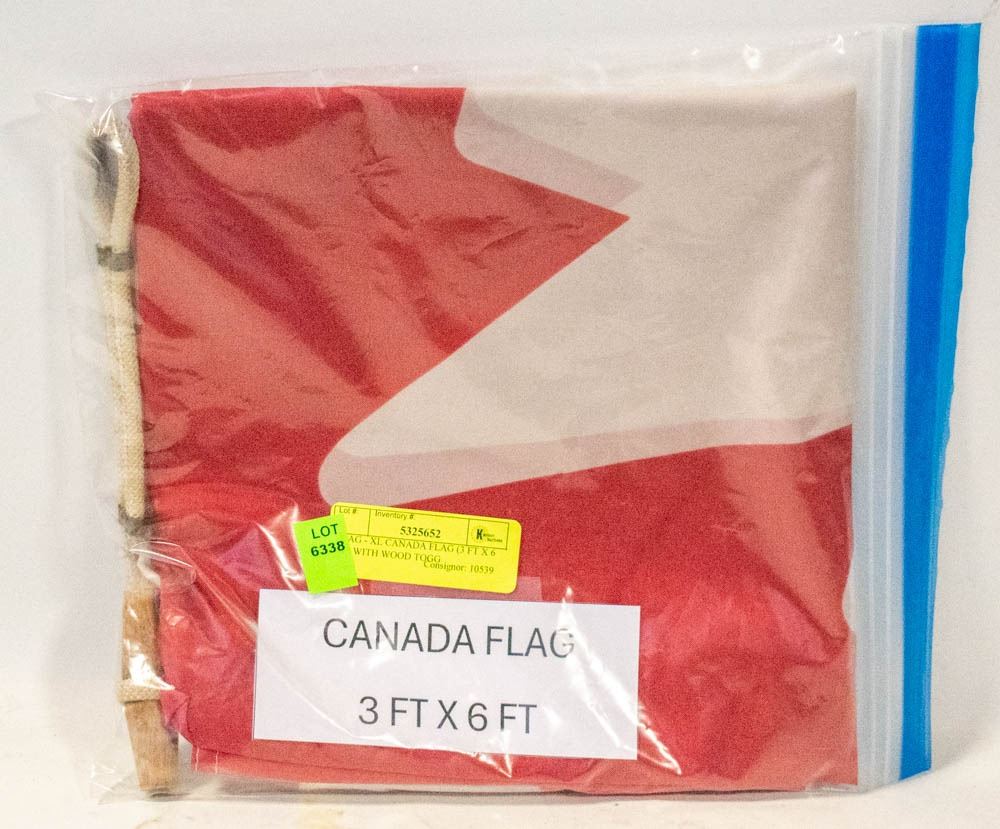 LOT
6338
Lot #: Inventory #:
5325652
AG - XL CANADA FLAG (3 FT X 6
WITH WOOD TOGG
Consignor: 10539
CANADA FLAG
3 FT X 6 FT